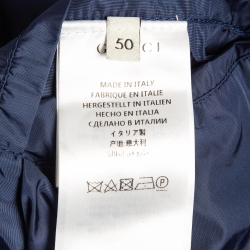 50
MADE IN ITALY
FABRIQUÉ EN ITALIE
HERGESTELLT IN ITALIEN
HECHO EN ITALIA
СДЕЛАНО В ИТАЛИИ
イタリア製
产地:意大利